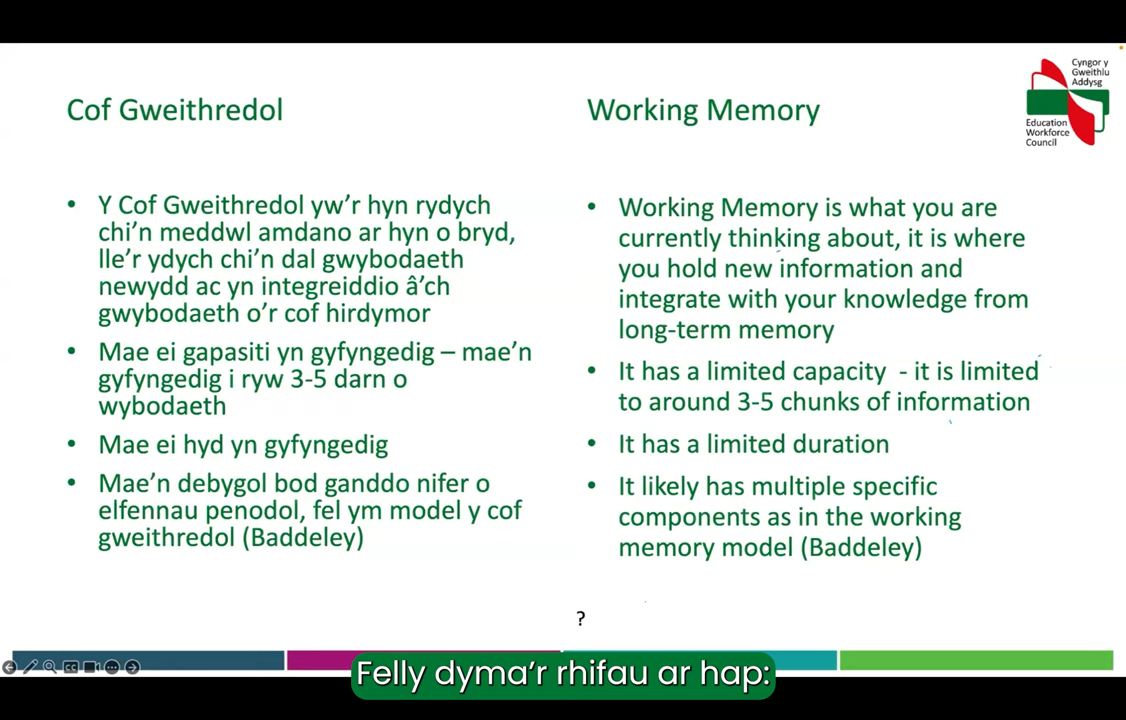 Cyngor y
Gweithlu
Addysg
Education
Workforce
Council
Cof Gweithredol
• Y Cof Gweithredol yw’r hyn rydych
chi’n meddwl amdano ar hyn o bryd,
lle’r ydych chi’n dal gwybodaeth
newydd ac yn integreiddio â’ch
gwybodaeth o’r cof hirdymor
• Mae ei gapasiti yn gyfyngedig – mae’n
gyfyngedig i ryw 3-5 darn o
wybodaeth
• Mae ei hyd yn gyfyngedig
• Mae’n debygol bod ganddo nifer o
elfennau penodol, fel ym model y cof
gweithredol (Baddeley)
Working Memory
• Working Memory is what you are
currently thinking about, it is where
you hold new information and
integrate with your knowledge from
long-term memory
• It has a limited capacity - it is limited
to around 3-5 chunks of information
• It has a limited duration
• It likely has multiple specific
components as in the working
memory model (Baddeley)
?
CC
Felly dyma’r rhifau ar hap: